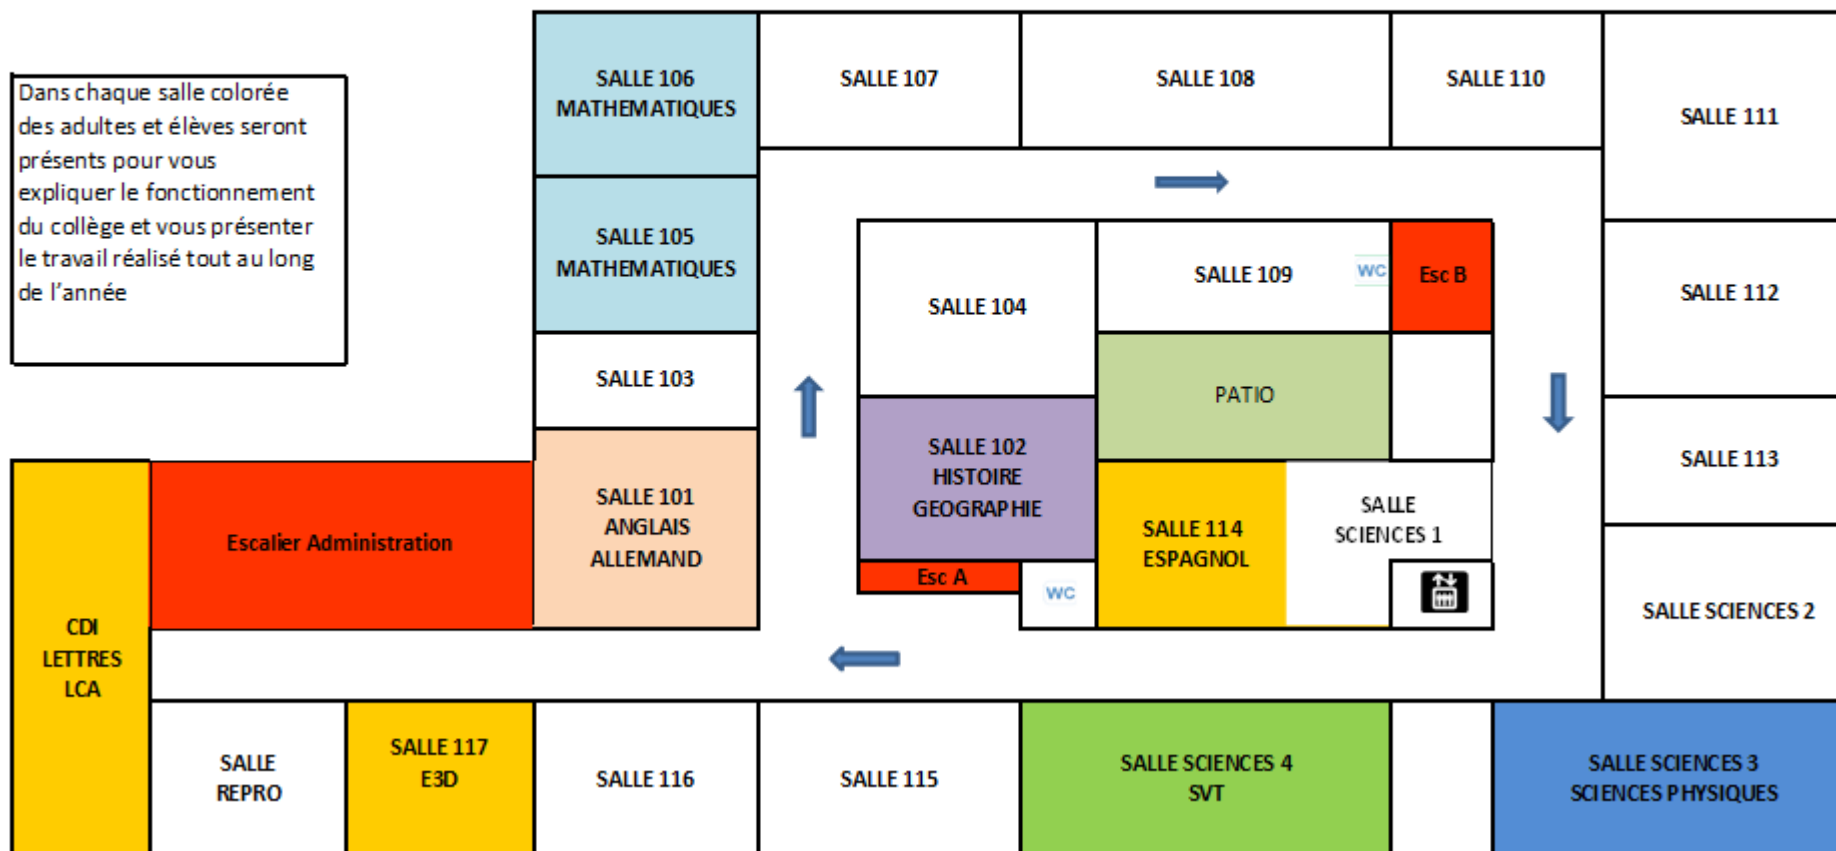 Dans chaque salle colorée
des adultes et élèves seront
présents pour vous
expliquer le fonctionnement
du collège et vous présenter
le travail réalisé tout au long
de l'année
SALLE 106
MATHEMATIQUES
SALLE 107
SALLE 108
SALLE 110
SALLE 111
SALLE 105
MATHEMATIQUES
SALLE 104
SALLE 109
WC
Esc B
SALLE 112
SALLE 103
PATIO
SALLE 113
SALLE 101
ANGLAIS
ALLEMAND
SALLE 102
HISTOIRE
GEOGRAPHIE
SALLE 114
ESPAGNOL
SALLE
SCIENCES 1
Escalier Administration
Esc A
WC
SALLE SCIENCES 2
CDI
LETTRES
LCA
SALLE
REPRO
SALLE 117
E3D
SALLE 116
SALLE 115
SALLE SCIENCES 4
SVT
SALLE SCIENCES 3
SCIENCES PHYSIQUES